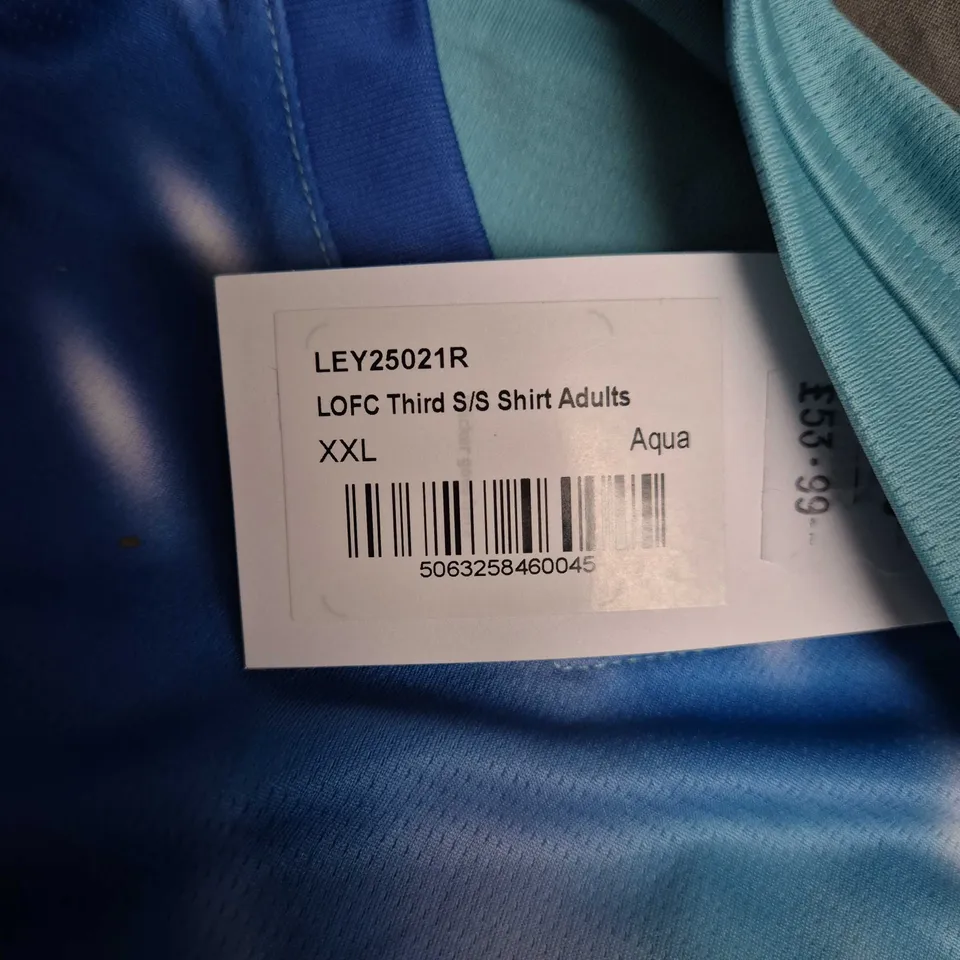 LEY25021R
LOFC Third S/S Shirt Adults
XXL Aqua
5063258460045
£53.99